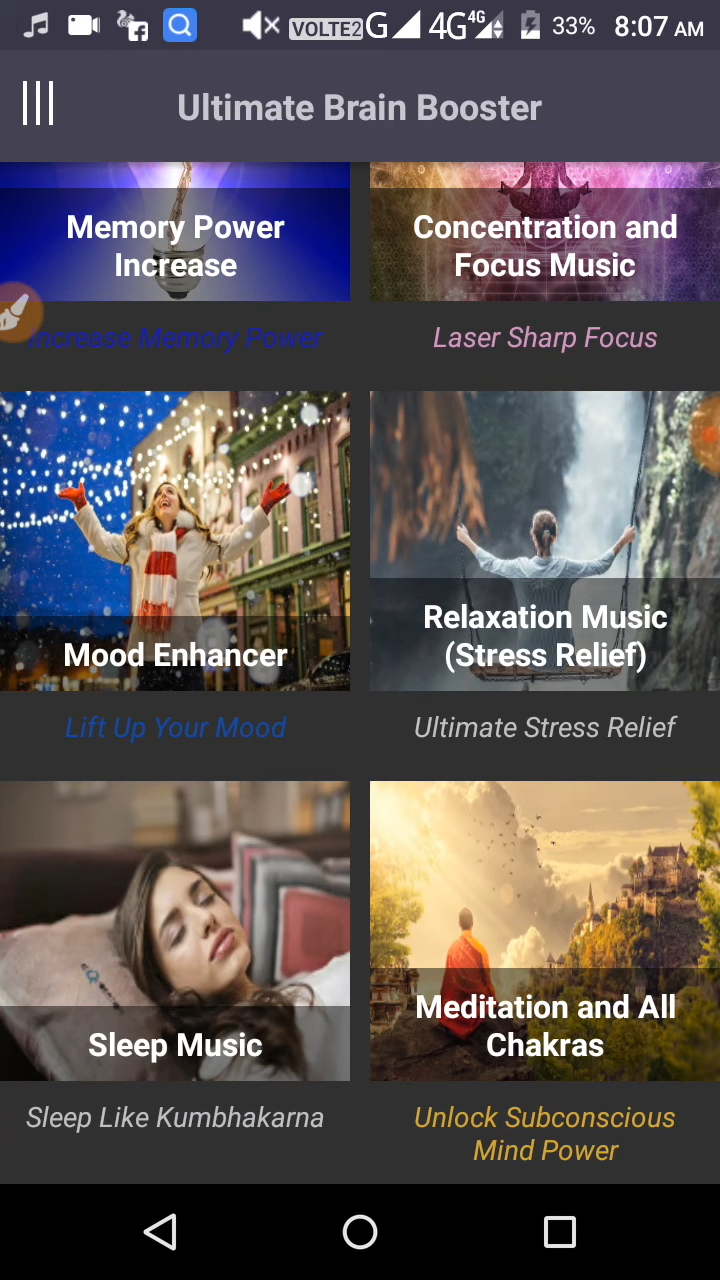 VOLTE2 G 4G 4G 33% 8:07 AM
Ultimate Brain Booster
Memory Power
Increase
Concentration and
Focus Music
Increase Memory Power
Laser Sharp Focus
Mood Enhancer
Relaxation Music
(Stress Relief)
Lift Up Your Mood
Ultimate Stress Relief
Sleep Music
Meditation and All
Chakras
Sleep Like Kumbhakarna
Unlock Subconscious
Mind Power